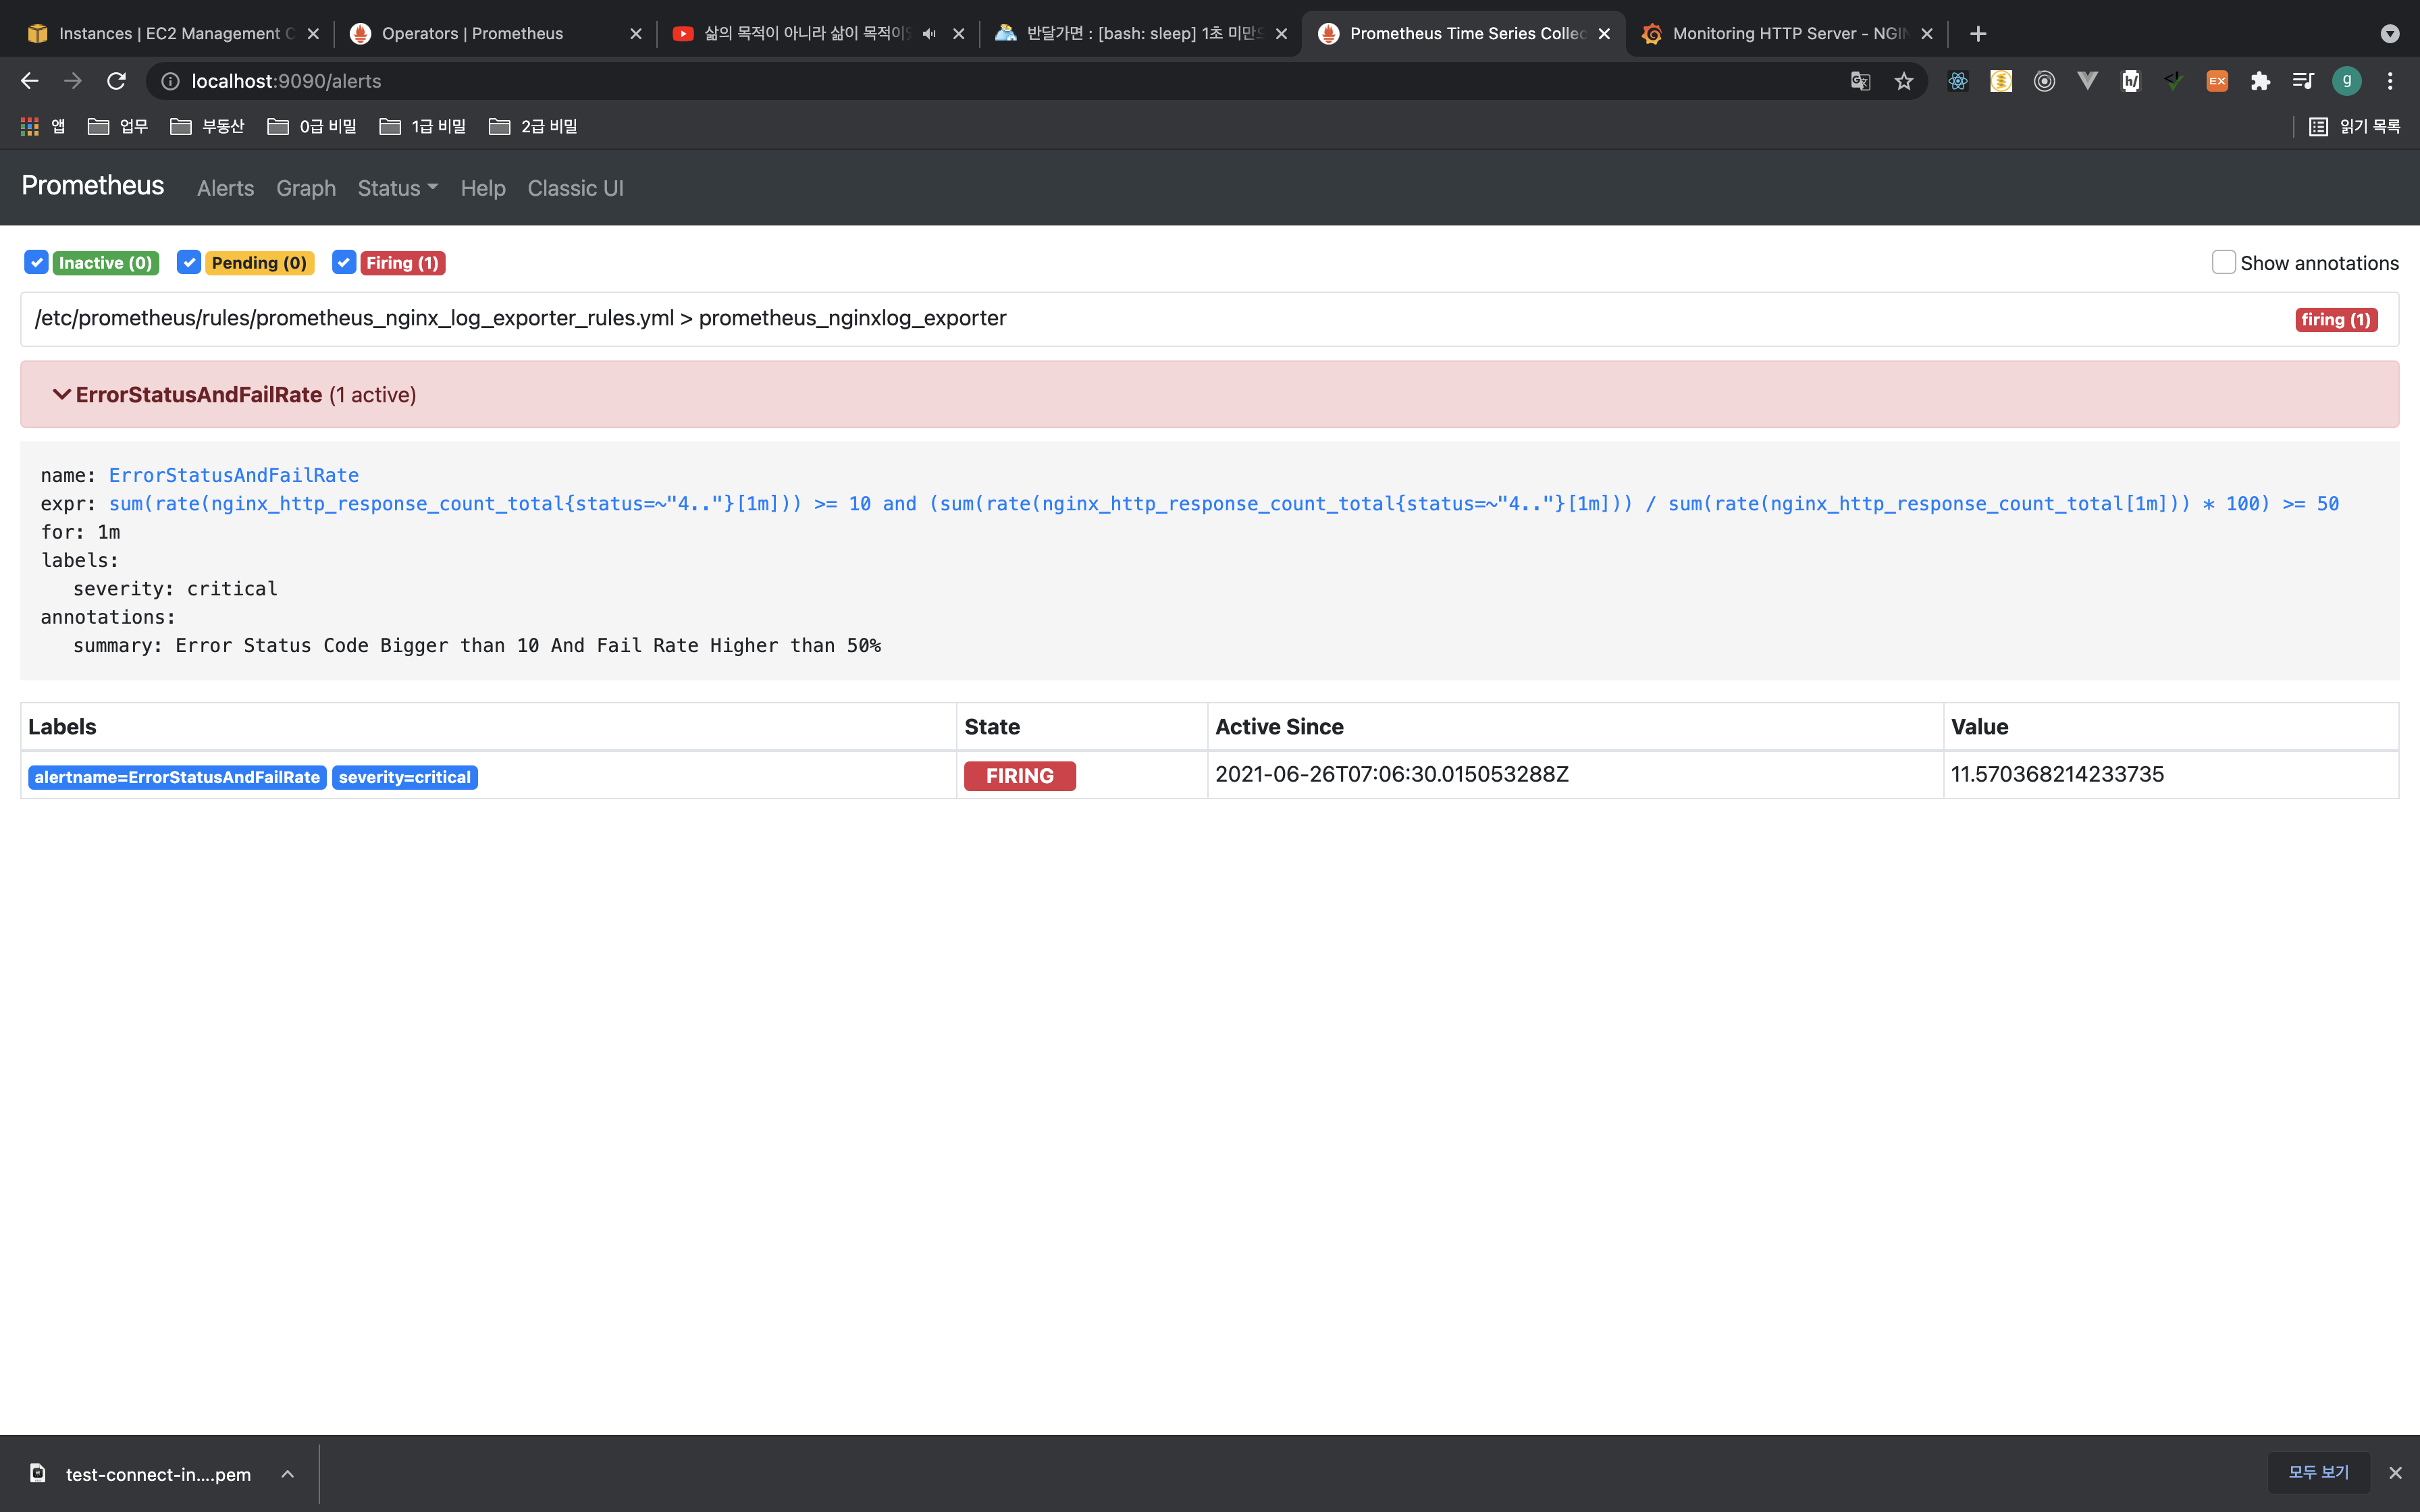 Instances | EC2 Management C
Operators | Prometheus
삶의 목적이 아니라 삶이 목적이
반달가면 : [bash: sleep] 1초 미만
Prometheus Time Series Collec
Monitoring HTTP Server - NGIN
localhost:9090/alerts
앱
업무
부동산
0급 비밀
1급 비밀
2급 비밀
읽기 목록
Prometheus
Alerts
Graph
Status
Help
Classic UI
Inactive (0)
Pending (0)
Firing (1)
Show annotations
/etc/prometheus/rules/prometheus_nginx_log_exporter_rules.yml > prometheus_nginxlog_exporter
firing (1)
ErrorStatusAndFailRate (1 active)
name: ErrorStatusAndFailRate
expr: sum(rate(nginx_http_response_count_total{status=~"4.."}[1m])) >= 10 and (sum(rate(nginx_http_response_count_total{status=~"4.."}[1m])) / sum(rate(nginx_http_response_count_total[1m])) * 100) >= 50
for: 1m
labels:
severity: critical
annotations:
summary: Error Status Code Bigger than 10 And Fail Rate Higher than 50%
Labels
State
Active Since
Value
alertname=ErrorStatusAndFailRate
severity=critical
FIRING
2021-06-26T07:06:30.015053288Z
11.570368214233735
test-connect-in....pem
모두 보기